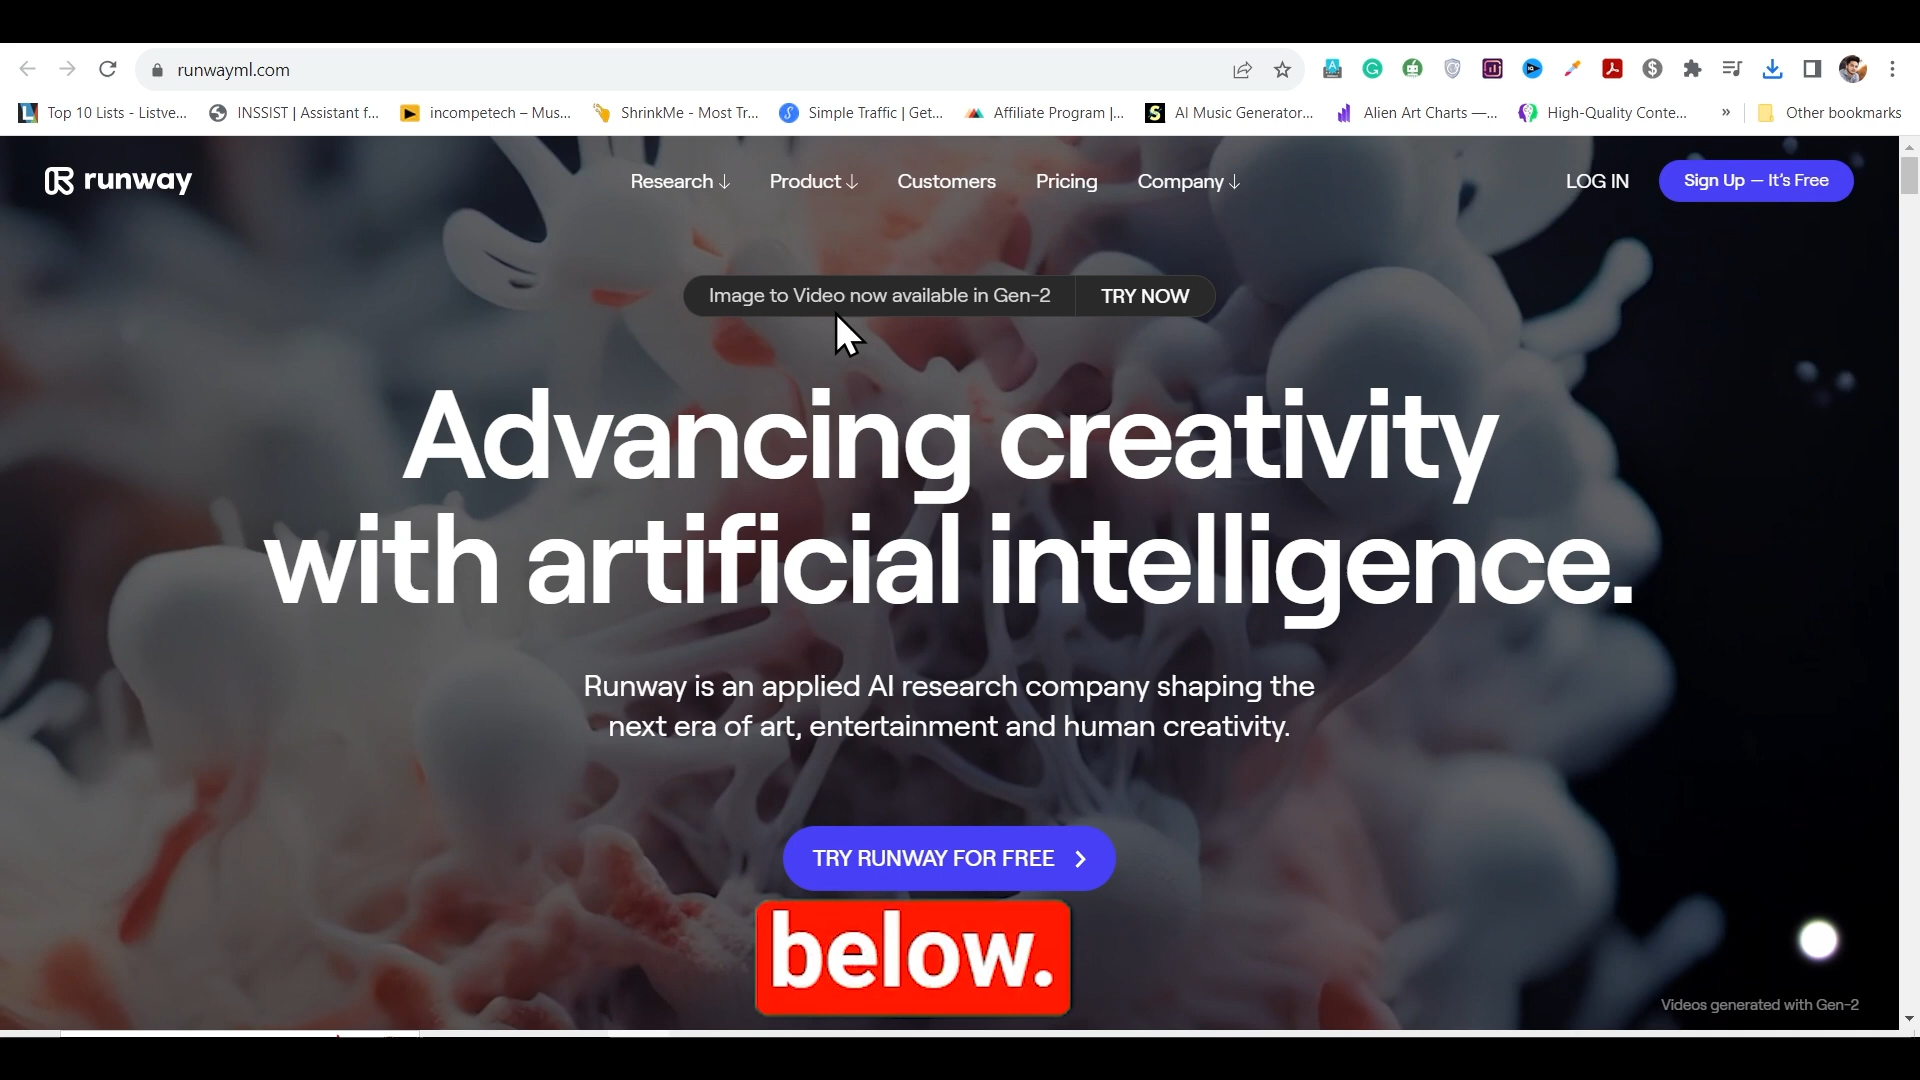 runwayml.com
Top 10 Lists - Listve...
INSSIST | Assistant f...
incompetech – Mus...
ShrinkMe - Most Tr...
Simple Traffic | Get...
Affiliate Program |...
AI Music Generator...
Alien Art Charts —...
High-Quality Conte...
»
Other bookmarks
runway
Research ↓
Product ↓
Customers
Pricing
Company ↓
LOG IN
Sign Up — It's Free
Image to Video now available in Gen-2
TRY NOW
Advancing creativity
with artificial intelligence.
Runway is an applied AI research company shaping the
next era of art, entertainment and human creativity.
TRY RUNWAY FOR FREE
below.
Videos generated with Gen-2